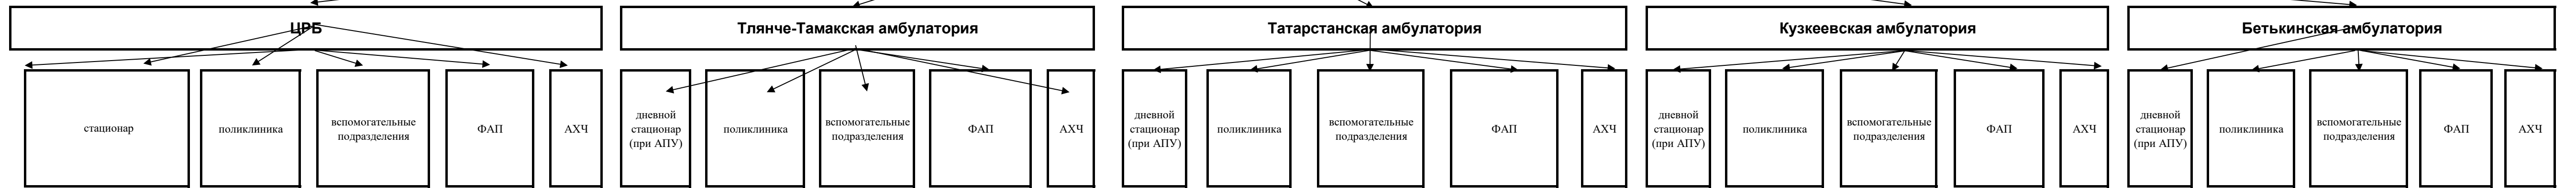 ЦРБ
Тлянче-Тамакская амбулатория
Татарстанская амбулатория
Кузкеевская амбулатория
Бетькинская амбулатория
стационар
поликлиника
вспомогательные
подразделения
ФАП
АХЧ
дневной
стационар
(при АПУ)
поликлиника
вспомогательные
подразделения
ФАП
АХЧ
дневной
стационар
(при АПУ)
поликлиника
вспомогательные
подразделения
ФАП
АХЧ
дневной
стационар
(при АПУ)
поликлиника
вспомогательные
подразделения
ФАП
АХЧ
дневной
стационар
(при АПУ)
поликлиника
вспомогательные
подразделения
ФАП
АХЧ